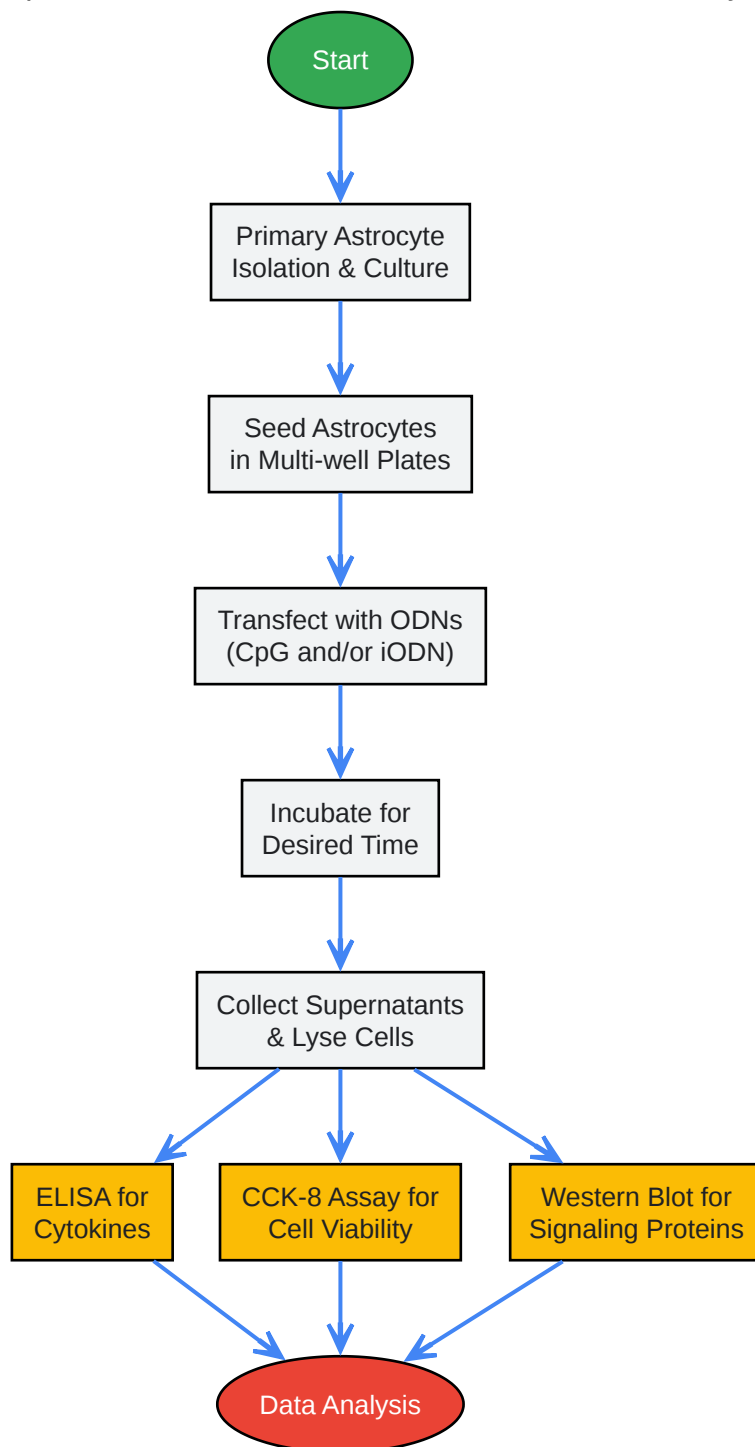 Start
Primary Astrocyte
Isolation & Culture
Seed Astrocytes
in Multi-well Plates
Transfect with ODNs
(CpG and/or iODN)
Incubate for
Desired Time
Collect Supernatants
& Lyse Cells
ELISA for
Cytokines
CCK-8 Assay for
Cell Viability
Western Blot for
Signaling Proteins
Data Analysis